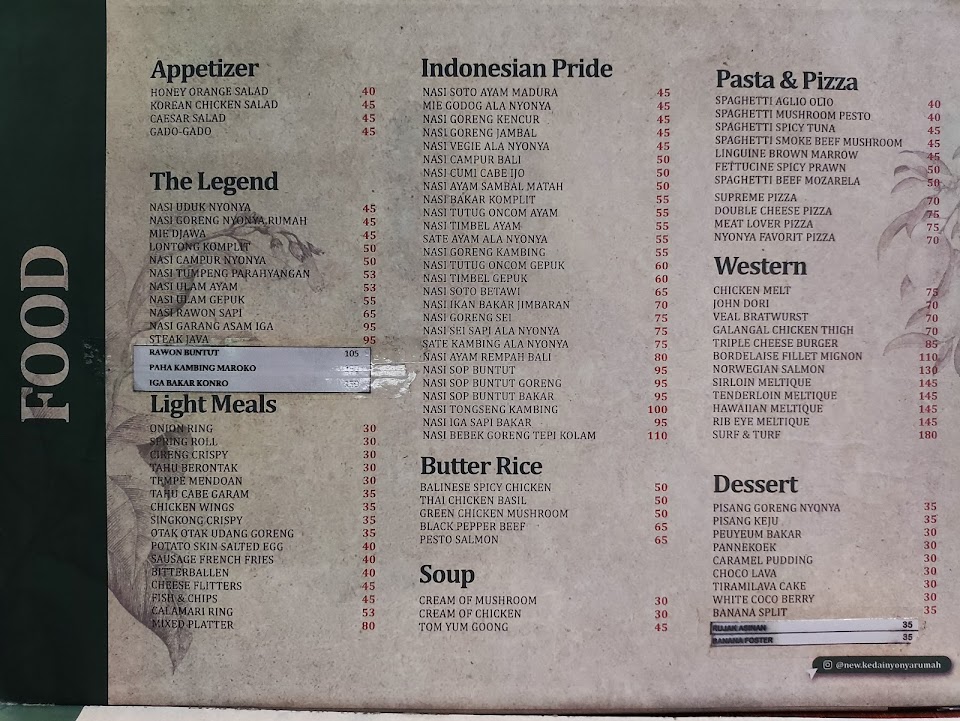 FOOD
Appetizer
HONEY ORANGE SALAD 40
KOREAN CHICKEN SALAD 45
CAESAR SALAD 45
GADO-GADO 45
The Legend
NASI UDUK NYONYA 45
NASI GORENG NYONYA RUMAH 45
MIE DJAWA 45
LONTONG KOMPLIT 50
NASI CAMPUR NYONYA 50
NASI TUMPENG PARAHYANGAN 53
NASI ULAM AYAM 53
NASI ULAM GEPUK 55
NASI RAWON SAPI 65
NASI GARANG ASAM IGA 95
STEAK JAVA 95
RAWON BUNTUT 105
PAHA KAMBING MAROKO
IGA BAKAR KONRO
Light Meals
ONION RING 30
SPRING ROLL 30
CIRENG CRISPY 30
TAHU BERONTAK 30
TEMPE MENDOAN 30
TAHU CABE GARAM 35
CHICKEN WINGS 35
SINGKONG CRISPY 35
OTAK OTAK UDANG GORENG 35
POTATO SKIN SALTED EGG 40
SAUSAGE FRENCH FRIES 40
BITTERBALLEN 40
CHEESE FLITTERS 45
FISH & CHIPS 45
CALAMARI RING 53
MIXED PLATTER 80
Indonesian Pride
NASI SOTO AYAM MADURA 45
MIE GODOG ALA NYONYA 45
NASI GORENG KENCUR 45
NASI GORENG JAMBAL 45
NASI VEGIE ALA NYONYA 45
NASI CAMPUR BALI 50
NASI CUMI CABE IJO 50
NASI AYAM SAMBAL MATAH 50
NASI BAKAR KOMPLIT 55
NASI TUTUG ONCOM AYAM 55
NASI TIMBEL AYAM 55
SATE AYAM ALA NYONYA 55
NASI GORENG KAMBING 55
NASI TUTUG ONCOM GEPUK 60
NASI TIMBEL GEPUK 60
NASI SOTO BETAWI 65
NASI IKAN BAKAR JIMBARAN 70
NASI GORENG SEI 75
NASI SEI SAPI ALA NYONYA 75
SATE KAMBING ALA NYONYA 75
NASI AYAM REMPAH BALI 80
NASI SOP BUNTUT 95
NASI SOP BUNTUT GORENG 95
NASI SOP BUNTUT BAKAR 95
NASI TONGSENG KAMBING 100
NASI IGA SAPI BAKAR 95
NASI BEBEK GORENG TEPI KOLAM 110
Butter Rice
BALINESE SPICY CHICKEN 50
THAI CHICKEN BASIL 50
GREEN CHICKEN MUSHROOM 50
BLACK PEPPER BEEF 65
PESTO SALMON 65
Soup
CREAM OF MUSHROOM 30
CREAM OF CHICKEN 30
TOM YUM GOONG 45
Pasta & Pizza
SPAGHETTI AGLIO OLIO 40
SPAGHETTI MUSHROOM PESTO 40
SPAGHETTI SPICY TUNA 45
SPAGHETTI SMOKE BEEF MUSHROOM 45
LINGUINE BROWN MARROW 45
FETTUCINE SPICY PRAWN 50
SPAGHETTI BEEF MOZARELA 50
SUPREME PIZZA 70
DOUBLE CHEESE PIZZA 75
MEAT LOVER PIZZA 75
NYONYA FAVORIT PIZZA 70
Western
CHICKEN MELT 75
JOHN DORI 70
VEAL BRATWURST 70
GALANGAL CHICKEN THIGH 70
TRIPLE CHEESE BURGER 85
BORDELAISE FILLET MIGNON 110
NORWEGIAN SALMON 130
SIRLOIN MELTIQUE 145
TENDERLOIN MELTIQUE 145
HAWAIIAN MELTIQUE 145
RIB EYE MELTIQUE 145
SURF & TURF 180
Dessert
PISANG GORENG NYONYA 35
PISANG KEJU 35
PEUYEUM BAKAR 30
PANNEKOEK 30
CARAMEL PUDDING 30
CHOCO LAVA 30
TIRAMILAVA CAKE 30
WHITE COCO BERRY 30
BANANA SPLIT 35
RUJAK ASINAN 35
BANANA FOSTER 35
@new.kedainyonyarumah